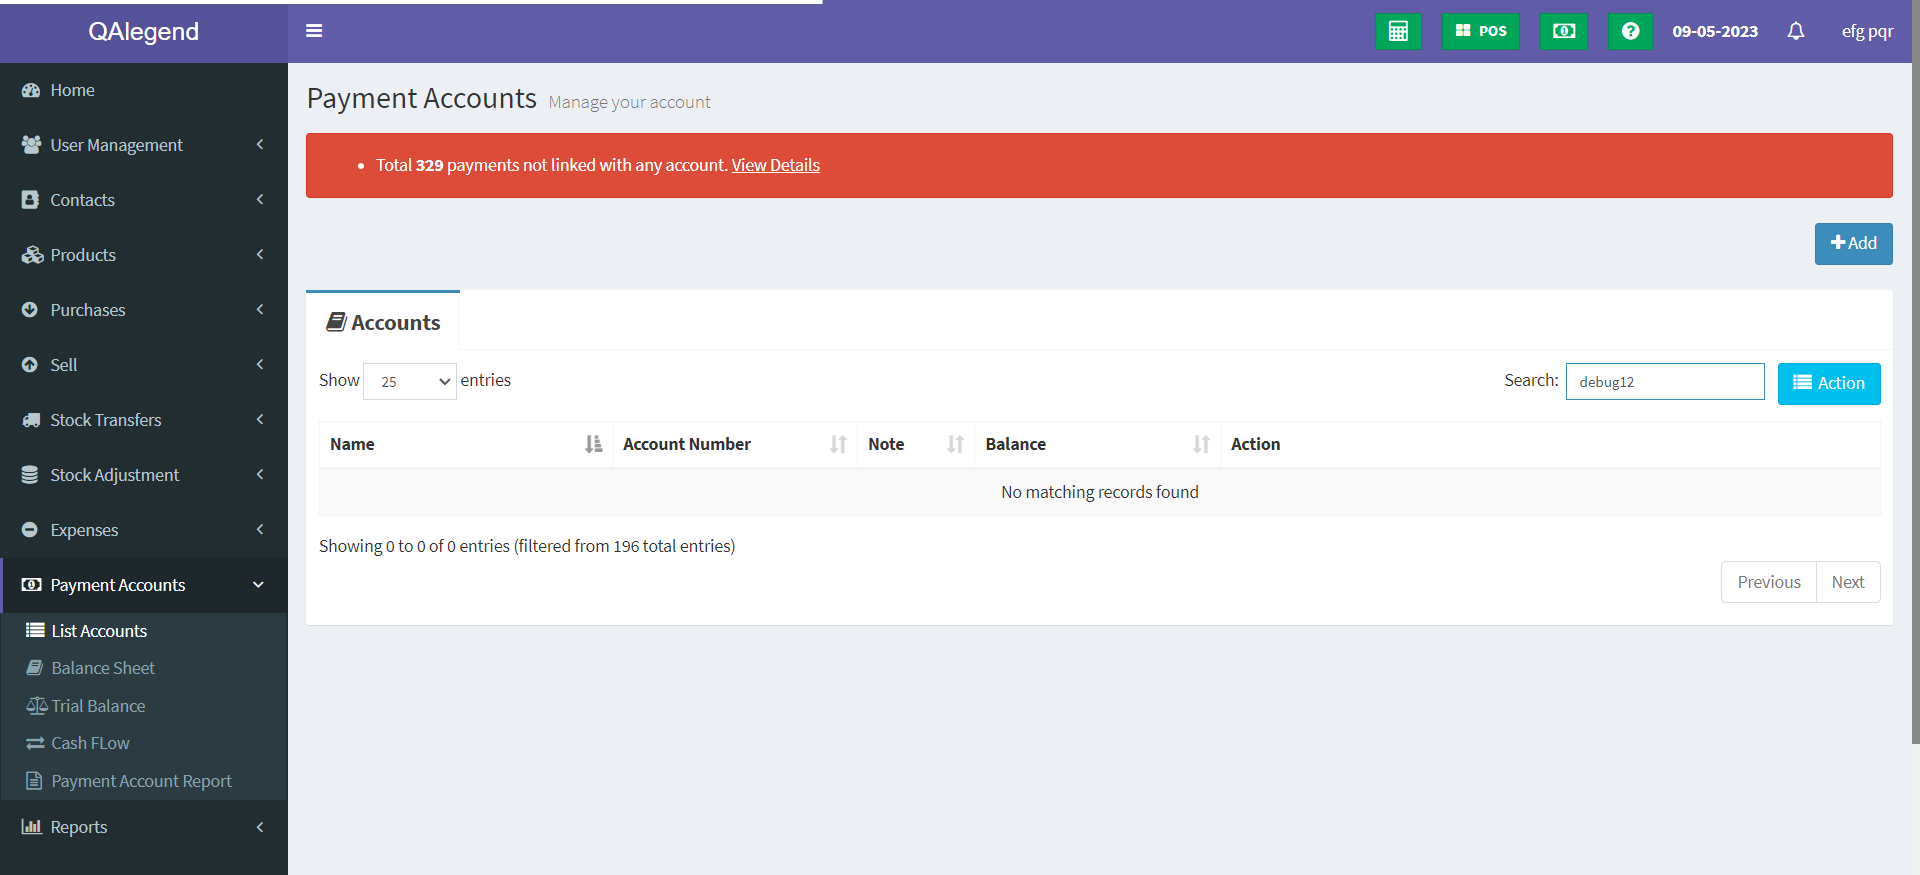 QAlegend
POS
09-05-2023
efg pqr
Home
User Management
Contacts
Products
Purchases
Sell
Stock Transfers
Stock Adjustment
Expenses
Payment Accounts
List Accounts
Balance Sheet
Trial Balance
Cash FLow
Payment Account Report
Reports
Payment Accounts Manage your account
Total 329 payments not linked with any account. View Details
Add
Accounts
Show 25 entries
Search: debug12
Action
Name Account Number Note Balance Action
No matching records found
Showing 0 to 0 of 0 entries (filtered from 196 total entries)
Previous Next